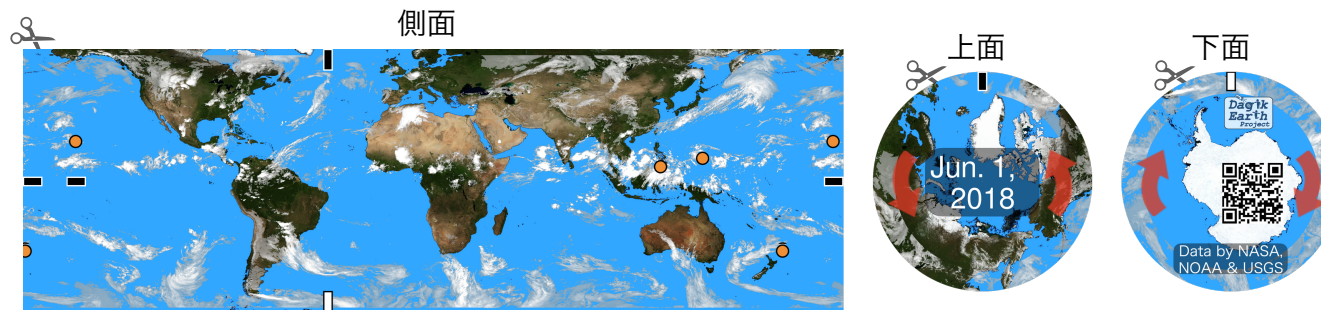 側面
上面
下面
Jun. 1,
2018
Dagik
Earth
Project
Data by NASA,
NOAA & USGS